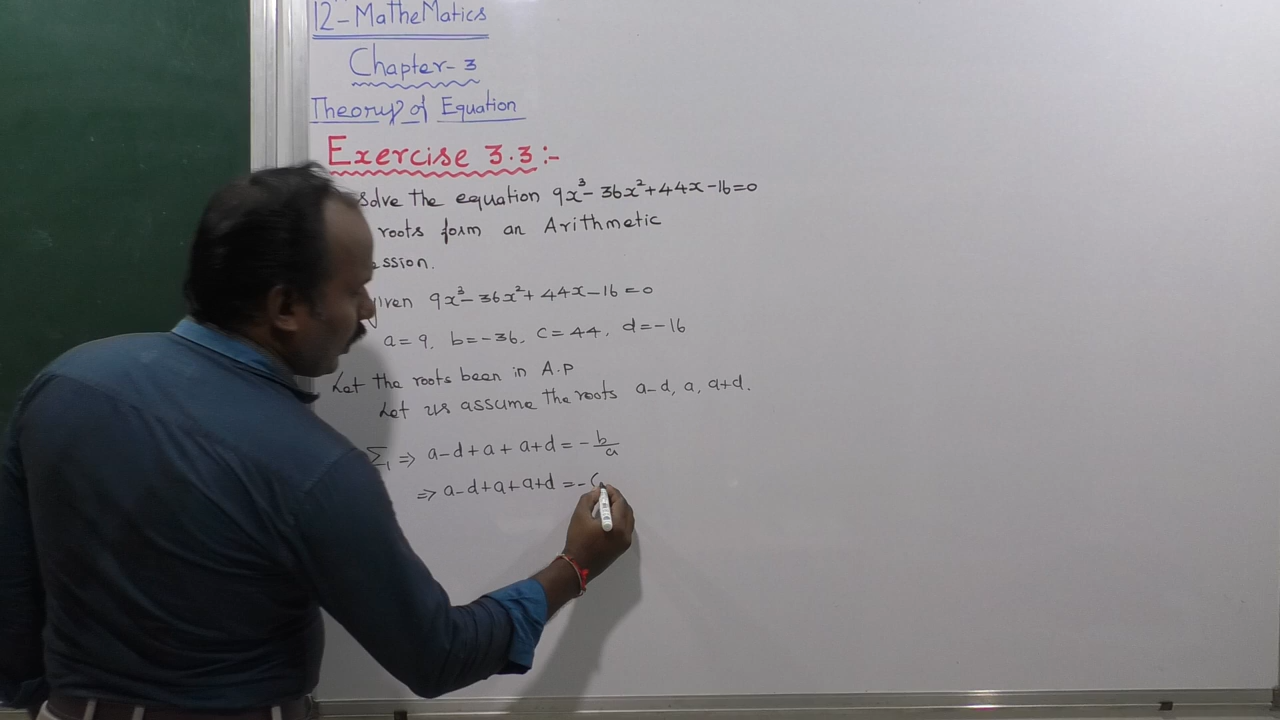 12-Mathematics
Chapter-3
Theory of Equation
Exercise 3.3:-
solve the equation 9x³-36x²+44x-16=0
roots form an Arithmetic
ession.
given 9x³-36x²+44x-16=0
a=9, b=-36, c=44, d=-16
Let the roots been in A.P
Let us assume the roots a-d, a, a+d.
Σ₁ ⇒ a-d+a+a+d=-b/a
⇒ a-d+a+a+d=-(